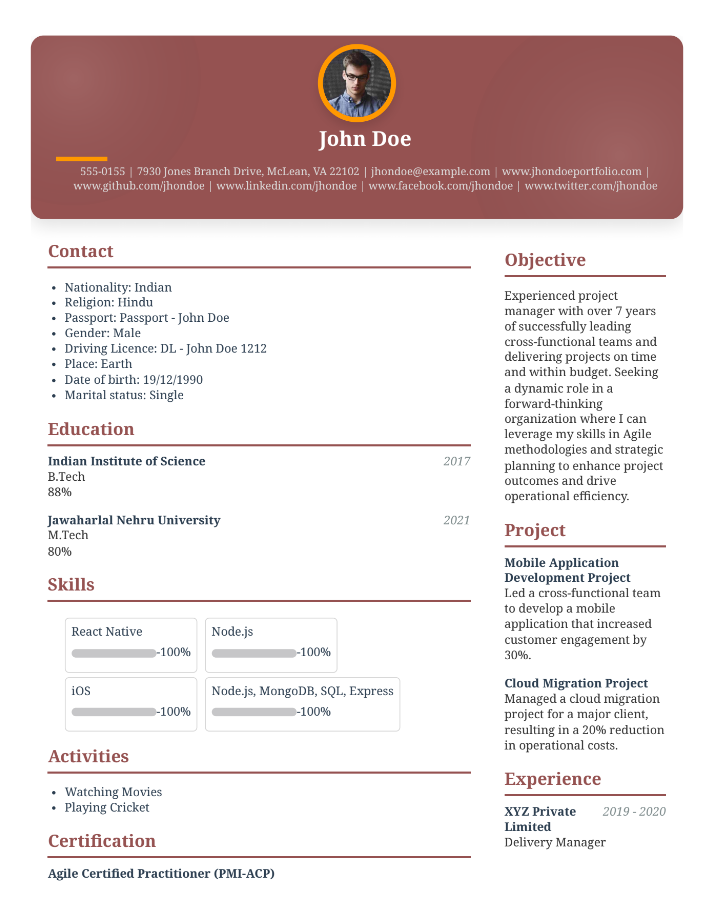 John Doe
555-0155 | 7930 Jones Branch Drive, McLean, VA 22102 | jhondoe@example.com | www.jhondoeportfolio.com |
www.github.com/jhondoe | www.linkedin.com/jhondoe | www.facebook.com/jhondoe | www.twitter.com/jhondoe
Contact
• Nationality: Indian
• Religion: Hindu
• Passport: Passport - John Doe
• Gender: Male
• Driving Licence: DL - John Doe 1212
• Place: Earth
• Date of birth: 19/12/1990
• Marital status: Single
Education
Indian Institute of Science 2017
B.Tech
88%
Jawaharlal Nehru University 2021
M.Tech
80%
Skills
React Native
-100%
Node.js
-100%
iOS
-100%
Node.js, MongoDB, SQL, Express
-100%
Activities
• Watching Movies
• Playing Cricket
Certification
Agile Certified Practitioner (PMI-ACP)
Objective
Experienced project
manager with over 7 years
of successfully leading
cross-functional teams and
delivering projects on time
and within budget. Seeking
a dynamic role in a
forward-thinking
organization where I can
leverage my skills in Agile
methodologies and strategic
planning to enhance project
outcomes and drive
operational efficiency.
Project
Mobile Application
Development Project
Led a cross-functional team
to develop a mobile
application that increased
customer engagement by
30%.
Cloud Migration Project
Managed a cloud migration
project for a major client,
resulting in a 20% reduction
in operational costs.
Experience
XYZ Private 2019 - 2020
Limited
Delivery Manager